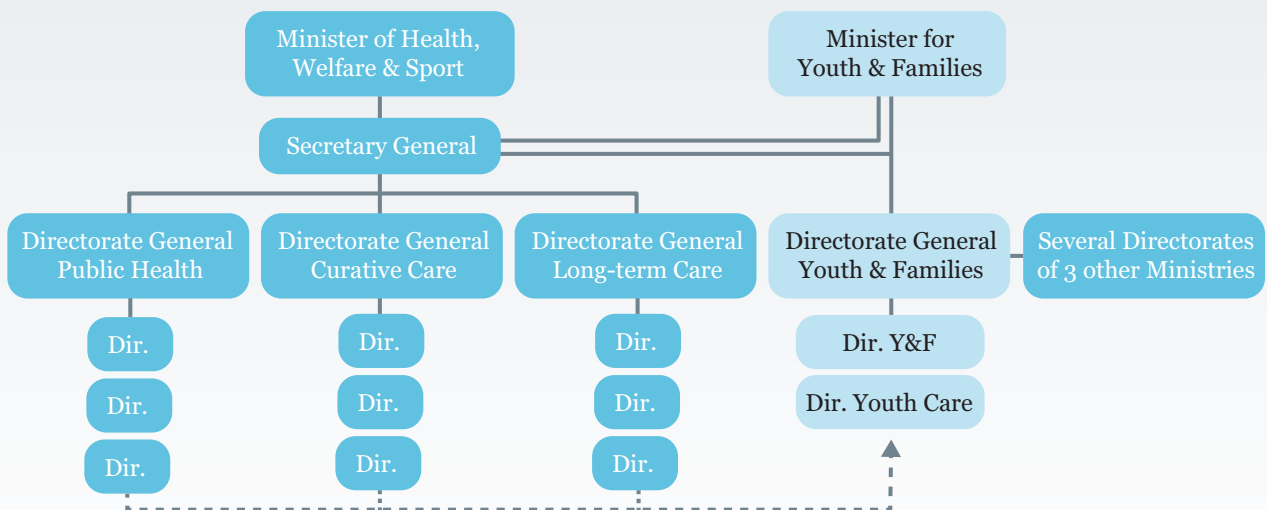 Minister of Health,
Welfare & Sport
Minister for
Youth & Families
Secretary General
Directorate General
Public Health
Directorate General
Curative Care
Directorate General
Long-term Care
Directorate General
Youth & Families
Several Directorates
of 3 other Ministries
Dir.
Dir.
Dir.
Dir. Y&F
Dir.
Dir.
Dir.
Dir. Youth Care
Dir.
Dir.
Dir.